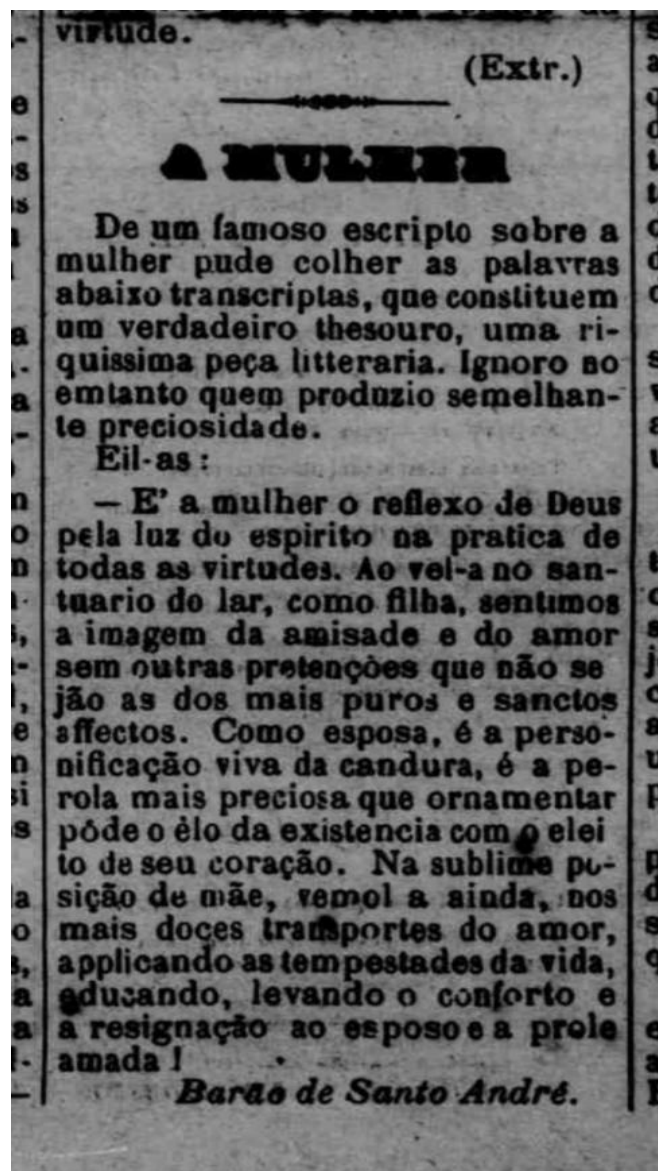 virtude.
(Extr.)
A MULHER
De um famoso escripto sobre a
mulher pude colher as palavras
abaixo transcriptas, que constituem
um verdadeiro thesouro, uma ri-
quissima peça litteraria. Ignoro no
emtanto quem produzio semelhan-
te preciosidade.
Eil-as:
— E' a mulher o reflexo de Deus
pela luz do espirito na pratica de
todas as virtudes. Ao vel-a no san-
tuario do lar, como filha, sentimos
a imagem da amisade e do amor
sem outras pretenções que não se
jão as dos mais puros e sanctos
affectos. Como esposa, é a perso-
nificação viva da candura, é a pe-
rola mais preciosa que ornamentar
póde o élo da existencia com o elei
to de seu coração. Na sublime po-
sição de mãe, vemol a ainda, nos
mais doces transportes do amor,
applicando as tempestades da vida,
educando, levando o conforto e
a resignação ao esposo e a prole
amada!
Barão de Santo André.